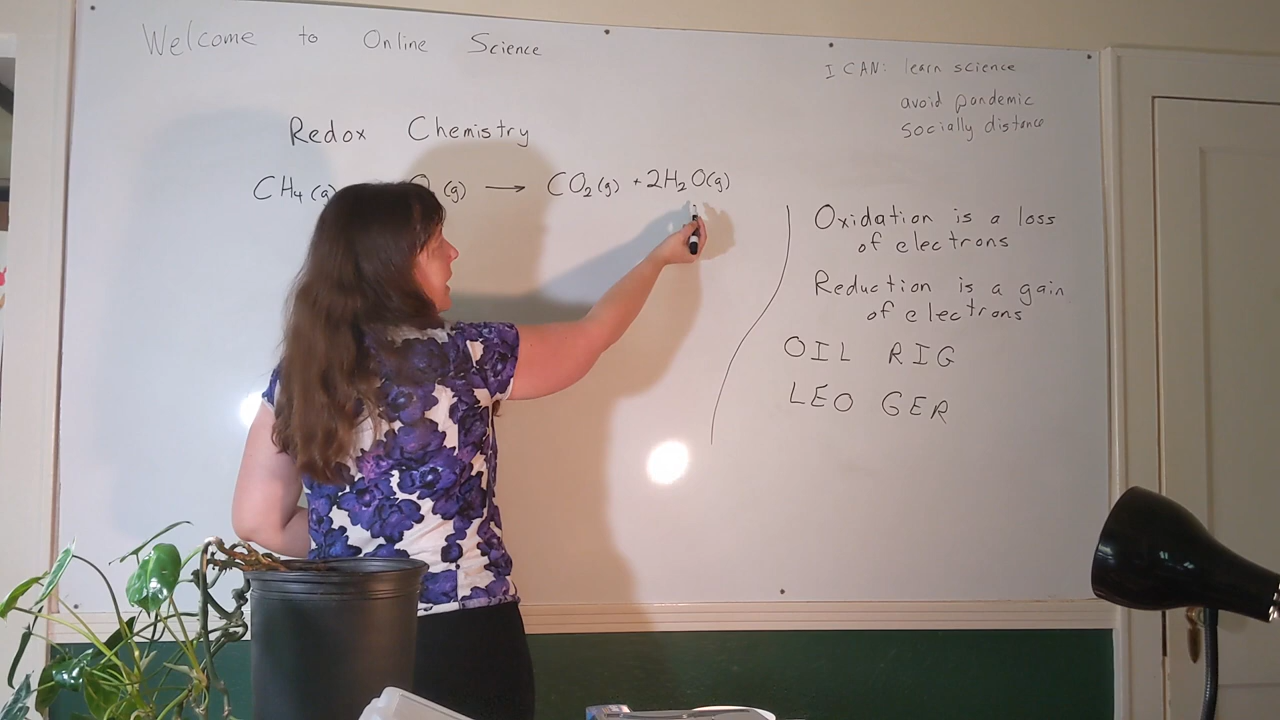 Welcome to Online Science
I CAN: learn science
avoid pandemic
socially distance
Redox Chemistry
CH₄(g) O (g) → CO₂(g) + 2H₂O(g)
Oxidation is a loss
of electrons
Reduction is a gain
of electrons
OIL RIG
LEO GER